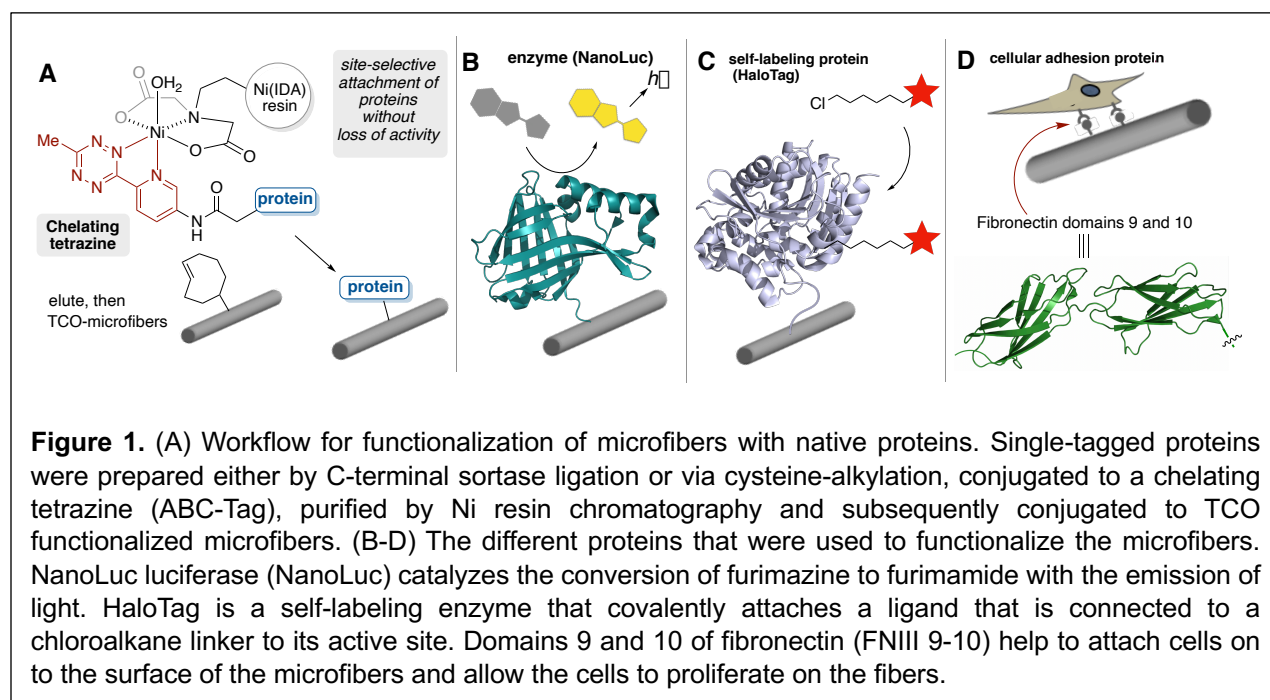 A
O
O
OH2
N
Ni
O
O
Ni(IDA)
resin
site-selective
attachment of
proteins
without
loss of activity
Me
N
N
N
N
N
O
N
H
protein
Chelating
tetrazine
elute, then
TCO-microfibers
protein
B
enzyme (NanoLuc)
h
C
self-labeling protein
(HaloTag)
Cl
D
cellular adhesion protein
Fibronectin domains 9 and 10
Figure 1. (A) Workflow for functionalization of microfibers with native proteins. Single-tagged proteins
were prepared either by C-terminal sortase ligation or via cysteine-alkylation, conjugated to a chelating
tetrazine (ABC-Tag), purified by Ni resin chromatography and subsequently conjugated to TCO
functionalized microfibers. (B-D) The different proteins that were used to functionalize the microfibers.
NanoLuc luciferase (NanoLuc) catalyzes the conversion of furimazine to furimamide with the emission of
light. HaloTag is a self-labeling enzyme that covalently attaches a ligand that is connected to a
chloroalkane linker to its active site. Domains 9 and 10 of fibronectin (FNIII 9-10) help to attach cells on
to the surface of the microfibers and allow the cells to proliferate on the fibers.